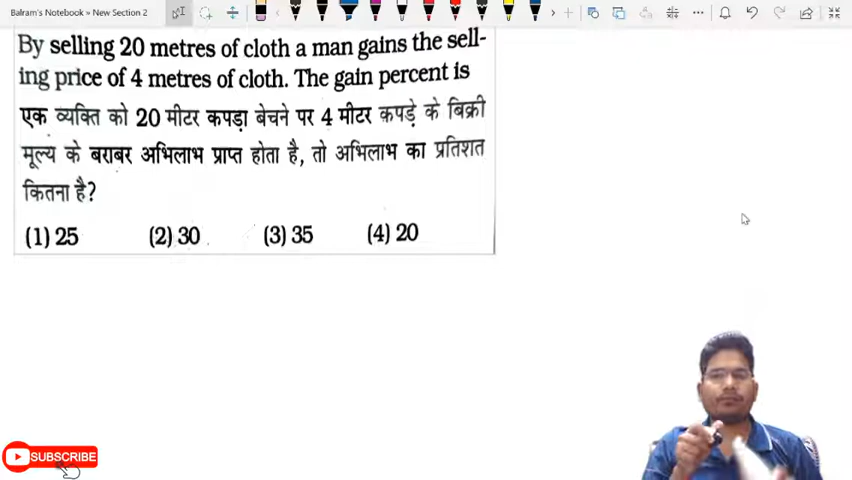 Balram's Notebook » New Section 2
By selling 20 metres of cloth a man gains the sell-
ing price of 4 metres of cloth. The gain percent is
एक व्यक्ति को 20 मीटर कपड़ा बेचने पर 4 मीटर कपड़े के बिक्री
मूल्य के बराबर अभिलाभ प्राप्त होता है, तो अभिलाभ का प्रतिशत
कितना है?
(1) 25 (2) 30 (3) 35 (4) 20
SUBSCRIBE